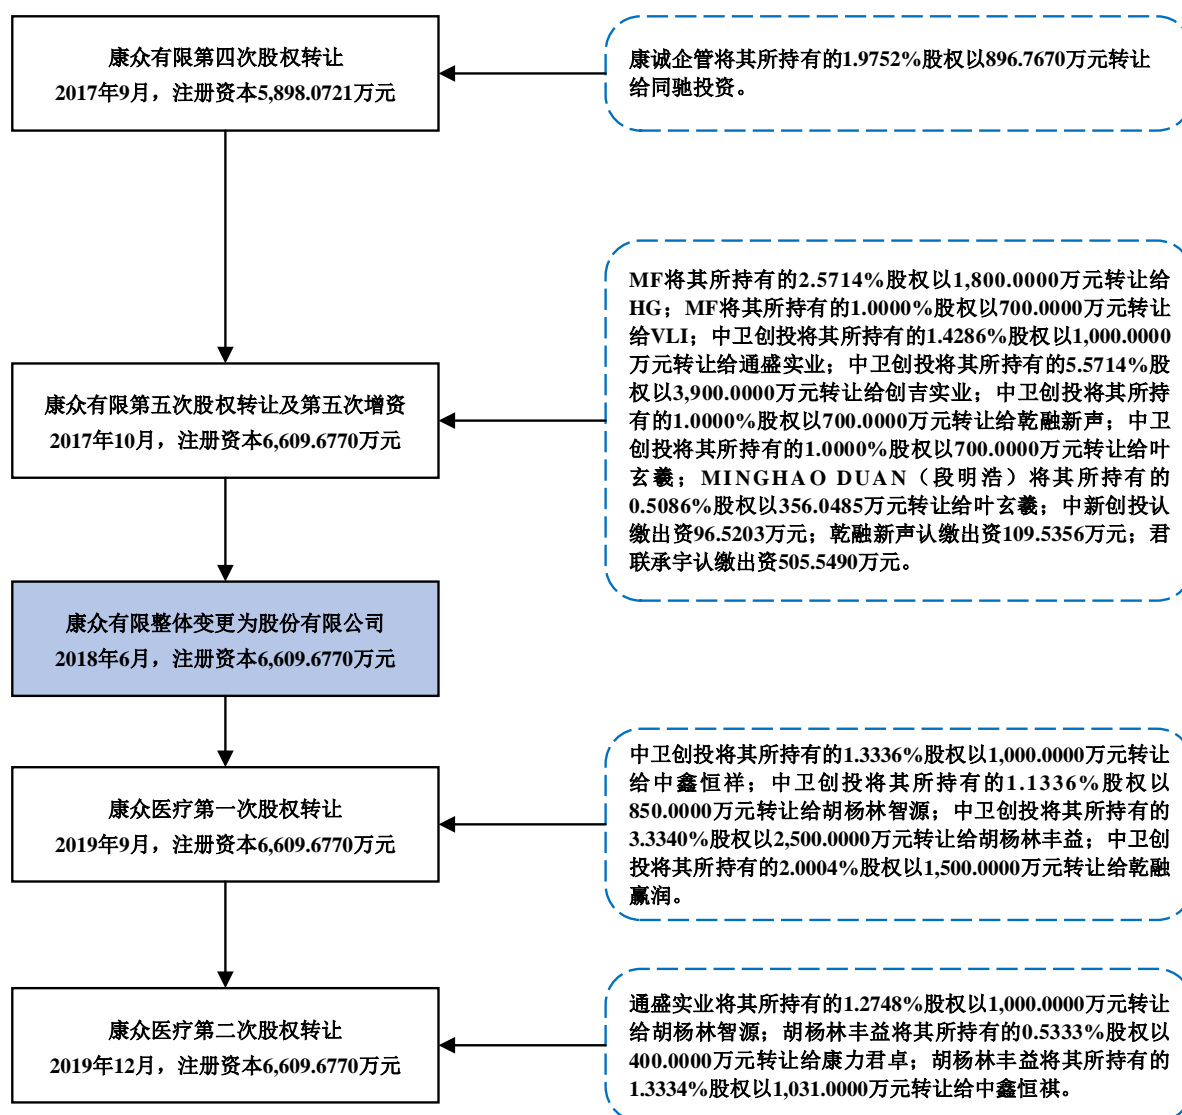 康众有限第四次股权转让
2017年9月，注册资本5,898.0721万元
康诚企管将其所持有的1.9752%股权以896.7670万元转让
给同驰投资。
康众有限第五次股权转让及第五次增资
2017年10月，注册资本6,609.6770万元
MF将其所持有的2.5714%股权以1,800.0000万元转让给
HG；MF将其所持有的1.0000%股权以700.0000万元转让
给VLI；中卫创投将其所持有的1.4286%股权以1,000.0000
万元转让给通盛实业；中卫创投将其所持有的5.5714%股
权以3,900.0000万元转让给创吉实业；中卫创投将其所持
有的1.0000%股权以700.0000万元转让给乾融新声；中卫
创投将其所持有的1.0000%股权以700.0000万元转让给叶
玄羲；MINGHAO DUAN（段明浩）将其所持有的
0.5086%股权以356.0485万元转让给叶玄羲；中新创投认
缴出资96.5203万元；乾融新声认缴出资109.5356万元；君
联承宇认缴出资505.5490万元。
康众有限整体变更为股份有限公司
2018年6月，注册资本6,609.6770万元
康众医疗第一次股权转让
2019年9月，注册资本6,609.6770万元
中卫创投将其所持有的1.3336%股权以1,000.0000万元转让
给中鑫恒祥；中卫创投将其所持有的1.1336%股权以
850.0000万元转让给胡杨林智源；中卫创投将其所持有的
3.3340%股权以2,500.0000万元转让给胡杨林丰益；中卫创
投将其所持有的2.0004%股权以1,500.0000万元转让给乾融
赢润。
康众医疗第二次股权转让
2019年12月，注册资本6,609.6770万元
通盛实业将其所持有的1.2748%股权以1,000.0000万元转让
给胡杨林智源；胡杨林丰益将其所持有的0.5333%股权以
400.0000万元转让给康力君卓；胡杨林丰益将其所持有的
1.3334%股权以1,031.0000万元转让给中鑫恒祺。